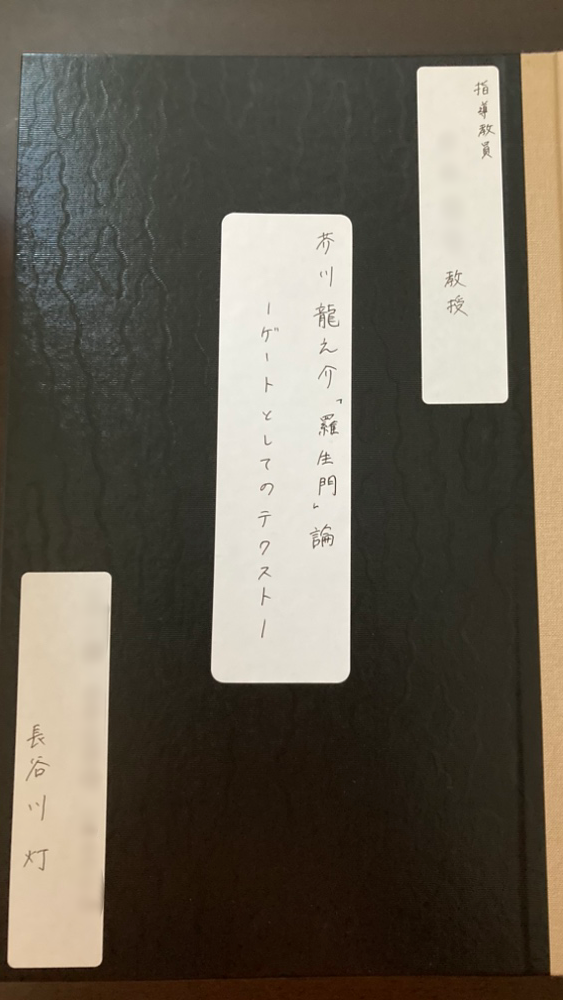 指導教員
教授
芥川龍之介「羅生門」論
ーゲートとしてのテクストー
長谷川灯